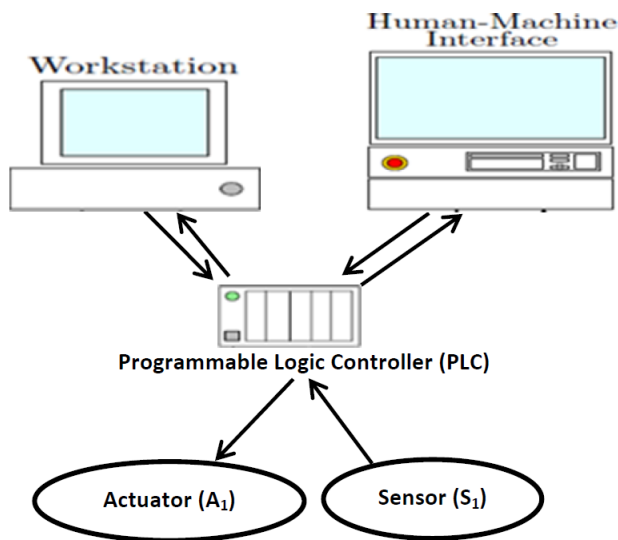 Workstation
Human-Machine
Interface
Programmable Logic Controller (PLC)
Actuator (A₁)
Sensor (S₁)